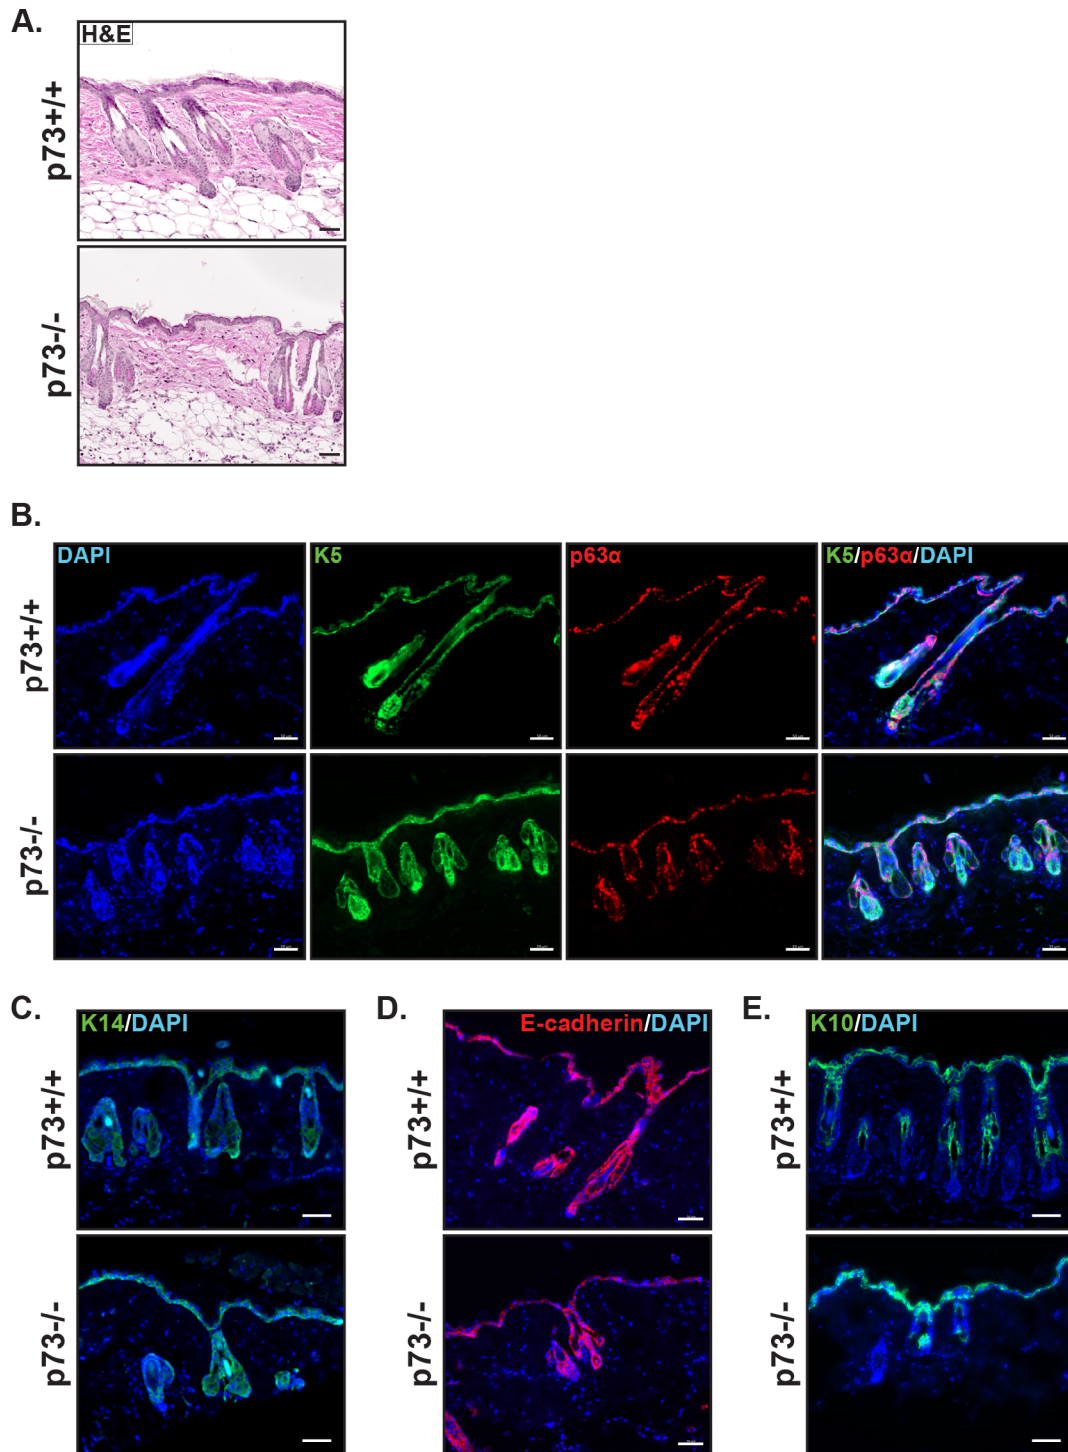 A.
H&E
p73+/+
p73-/-
B.
DAPI
K5
p63α
K5/p63α/DAPI
p73+/+
p73-/-
C.
K14/DAPI
p73+/+
p73-/-
D.
E-cadherin/DAPI
p73+/+
p73-/-
E.
K10/DAPI
p73+/+
p73-/-